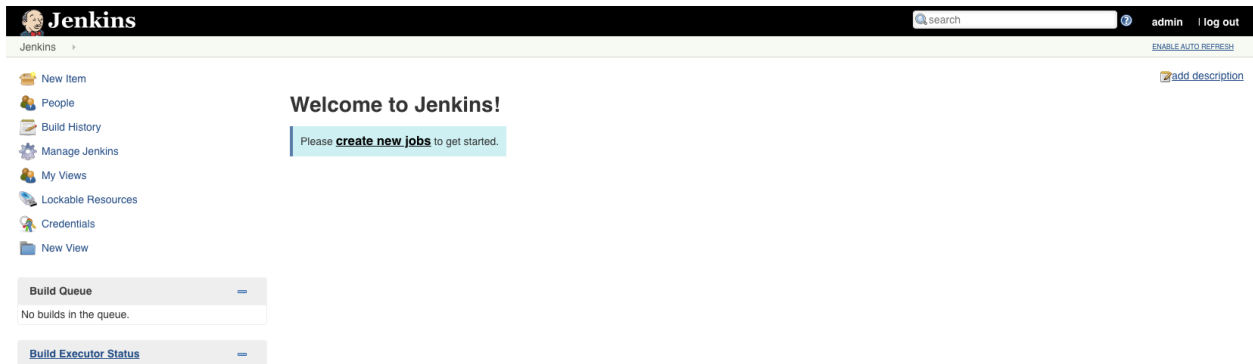 Jenkins
search
admin | log out
Jenkins
ENABLE AUTO REFRESH
New Item
People
Build History
Manage Jenkins
My Views
Lockable Resources
Credentials
New View
add description
Welcome to Jenkins!
Please create new jobs to get started.
Build Queue
No builds in the queue.
Build Executor Status